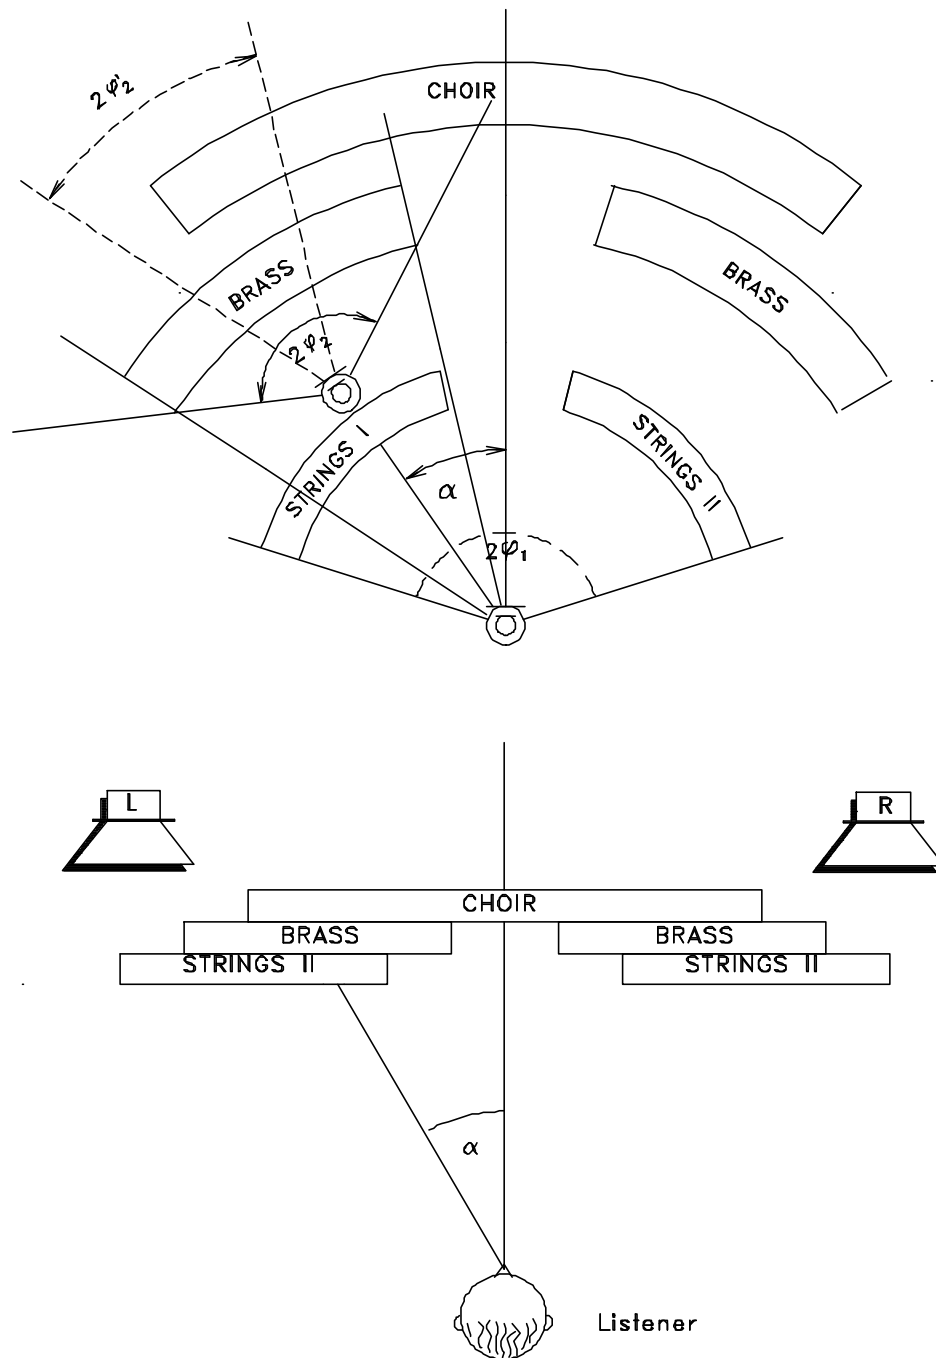 2φ'₂
CHOIR
BRASS
BRASS
2φ₂
STRINGS I
STRINGS II
α
2φ₁
L
R
CHOIR
BRASS
BRASS
STRINGS II
STRINGS II
α
Listener